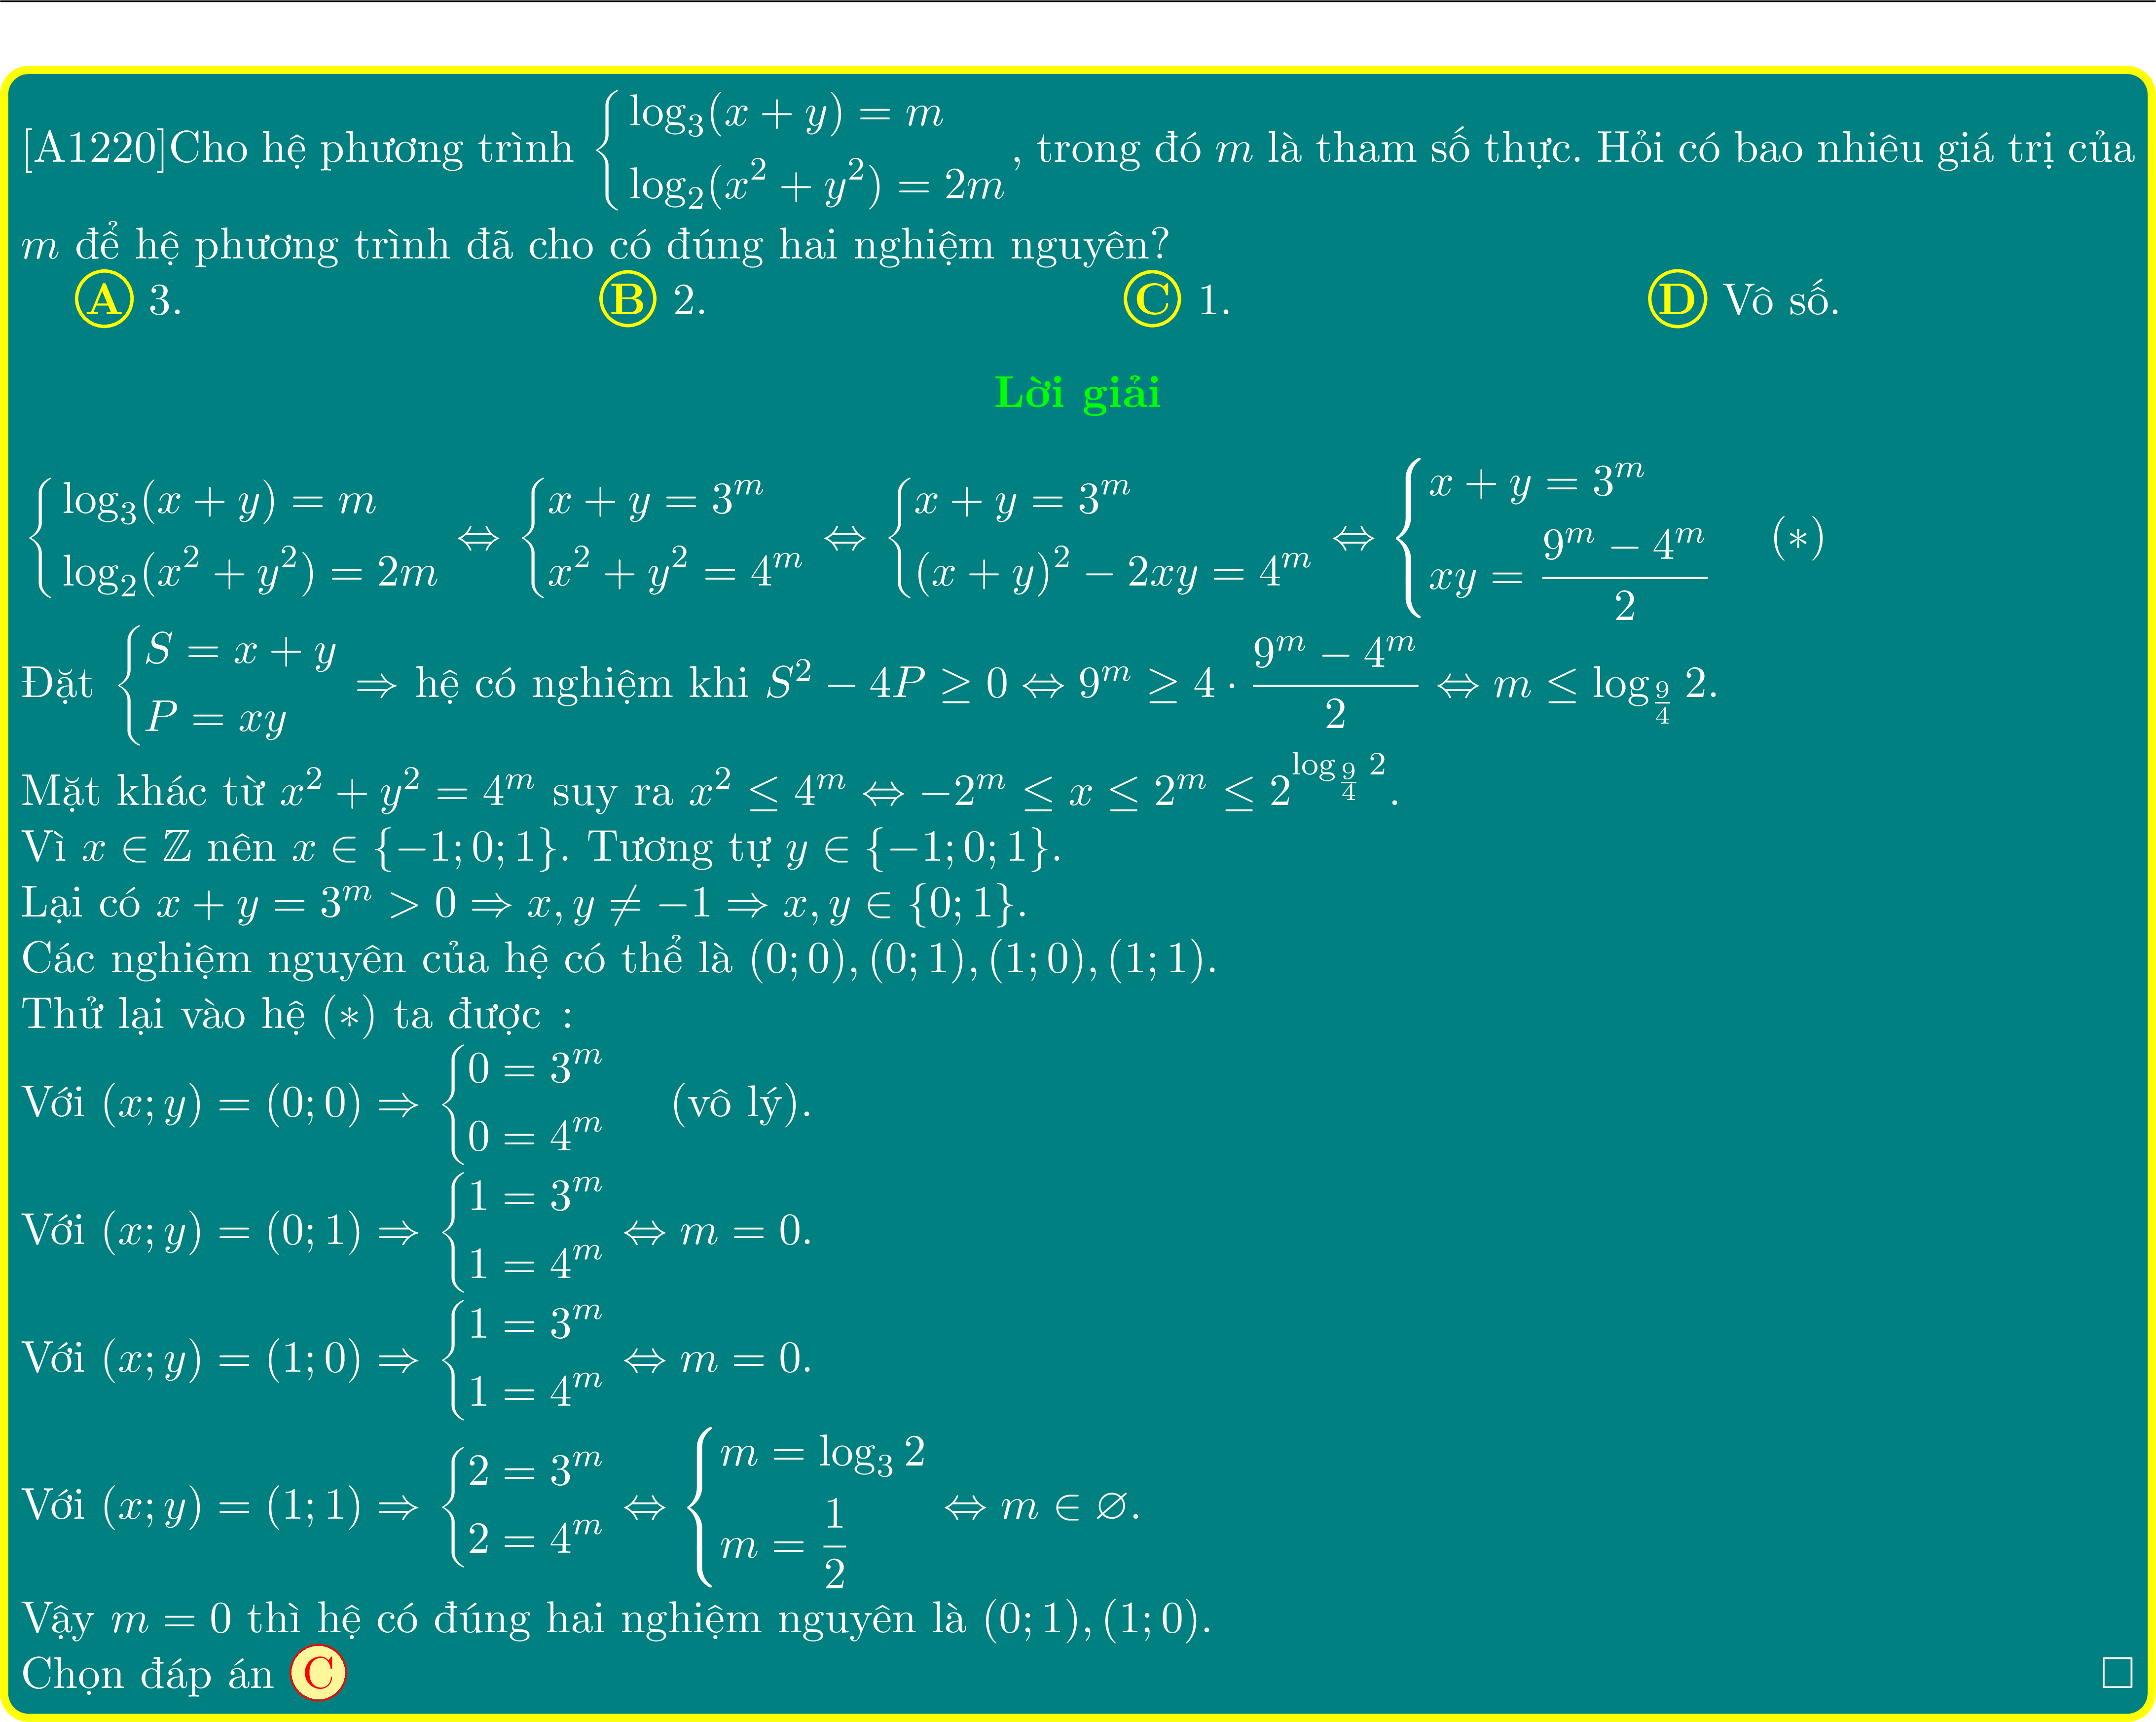 [A1220]Cho hệ phương trình $\begin{cases} \log_3(x+y)=m \\ \log_2(x^2+y^2)=2m \end{cases}$, trong đó $m$ là tham số thực. Hỏi có bao nhiêu giá trị của
$m$ để hệ phương trình đã cho có đúng hai nghiệm nguyên?
A 3. B 2. C 1. D Vô số.
Lời giải
$\begin{cases} \log_3(x+y)=m \\ \log_2(x^2+y^2)=2m \end{cases} \Leftrightarrow \begin{cases} x+y=3^m \\ x^2+y^2=4^m \end{cases} \Leftrightarrow \begin{cases} x+y=3^m \\ (x+y)^2-2xy=4^m \end{cases} \Leftrightarrow \begin{cases} x+y=3^m \\ xy=\dfrac{9^m-4^m}{2} \end{cases} \quad (*)$
Đặt $\begin{cases} S=x+y \\ P=xy \end{cases} \Rightarrow$ hệ có nghiệm khi $S^2-4P\geq 0 \Leftrightarrow 9^m \geq 4\cdot\dfrac{9^m-4^m}{2} \Leftrightarrow m\leq \log_{\frac{9}{4}}2$.
Mặt khác từ $x^2+y^2=4^m$ suy ra $x^2\leq 4^m \Leftrightarrow -2^m\leq x\leq 2^m\leq 2^{\log_{\frac{9}{4}}2}$.
Vì $x\in\mathbb{Z}$ nên $x\in\{-1;0;1\}$. Tương tự $y\in\{-1;0;1\}$.
Lại có $x+y=3^m>0 \Rightarrow x,y\neq -1 \Rightarrow x,y\in\{0;1\}$.
Các nghiệm nguyên của hệ có thể là $(0;0),(0;1),(1;0),(1;1)$.
Thử lại vào hệ $(*)$ ta được :
Với $(x;y)=(0;0) \Rightarrow \begin{cases} 0=3^m \\ 0=4^m \end{cases}$ (vô lý).
Với $(x;y)=(0;1) \Rightarrow \begin{cases} 1=3^m \\ 1=4^m \end{cases} \Leftrightarrow m=0$.
Với $(x;y)=(1;0) \Rightarrow \begin{cases} 1=3^m \\ 1=4^m \end{cases} \Leftrightarrow m=0$.
Với $(x;y)=(1;1) \Rightarrow \begin{cases} 2=3^m \\ 2=4^m \end{cases} \Leftrightarrow \begin{cases} m=\log_3 2 \\ m=\dfrac{1}{2} \end{cases} \Leftrightarrow m\in\varnothing$.
Vậy $m=0$ thì hệ có đúng hai nghiệm nguyên là $(0;1),(1;0)$.
Chọn đáp án C □